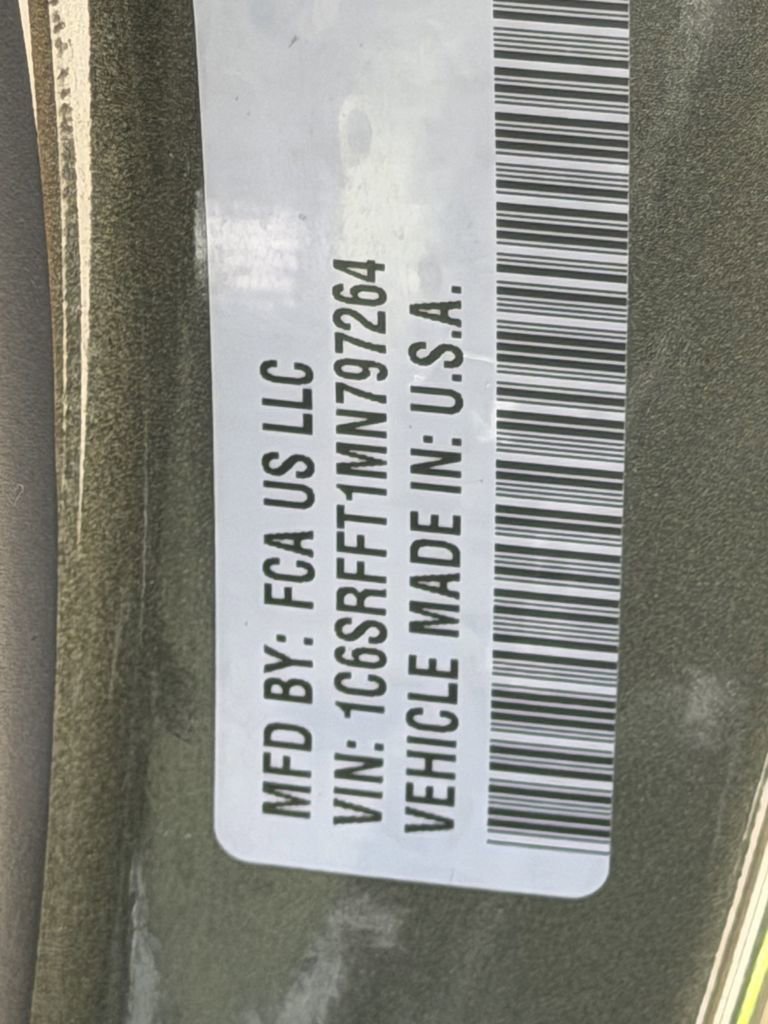 MFD BY: FCA US LLC
VIN: 1C6SRFFT1MN797264
VEHICLE MADE IN: U.S.A.